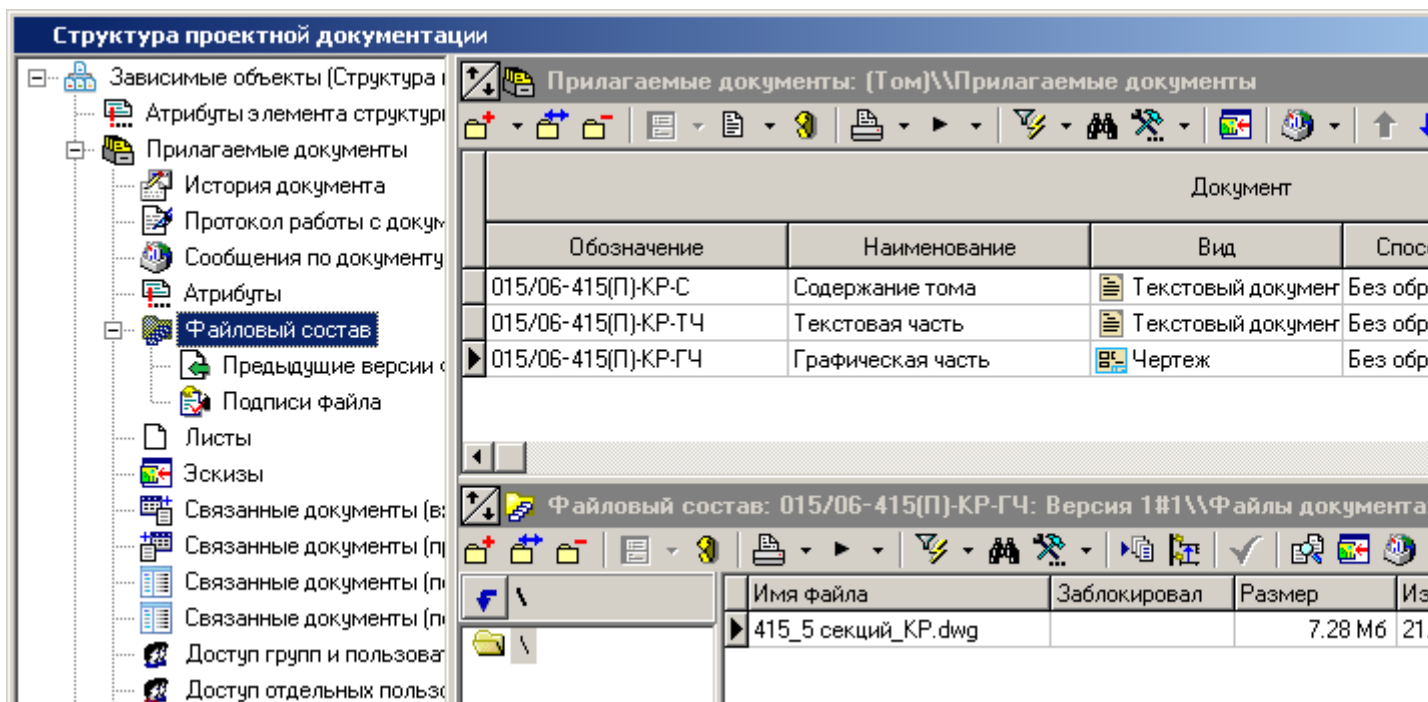 Структура проектной документации
Зависимые объекты (Структура
Атрибуты элемента структуры
Прилагаемые документы
История документа
Протокол работы с докум
Сообщения по документу
Атрибуты
Файловый состав
Предыдущие версии
Подписи файла
Листы
Эскизы
Связанные документы (в
Связанные документы (п
Связанные документы (п
Связанные документы (п
Доступ групп и пользоват
Доступ отдельных пользо
Прилагаемые документы: (Том)\\Прилагаемые документы
Документ
Обозначение Наименование Вид Спос
015/06-415(П)-КР-С Содержание тома Текстовый документ Без обр
015/06-415(П)-КР-ТЧ Текстовая часть Текстовый документ Без обр
015/06-415(П)-КР-ГЧ Графическая часть Чертеж Без обр
Файловый состав: 015/06-415(П)-КР-ГЧ: Версия 1#1\\Файлы документа
\
\
Имя файла Заблокировал Размер Из
415_5 секций_КР.dwg 7.28 Мб 21.